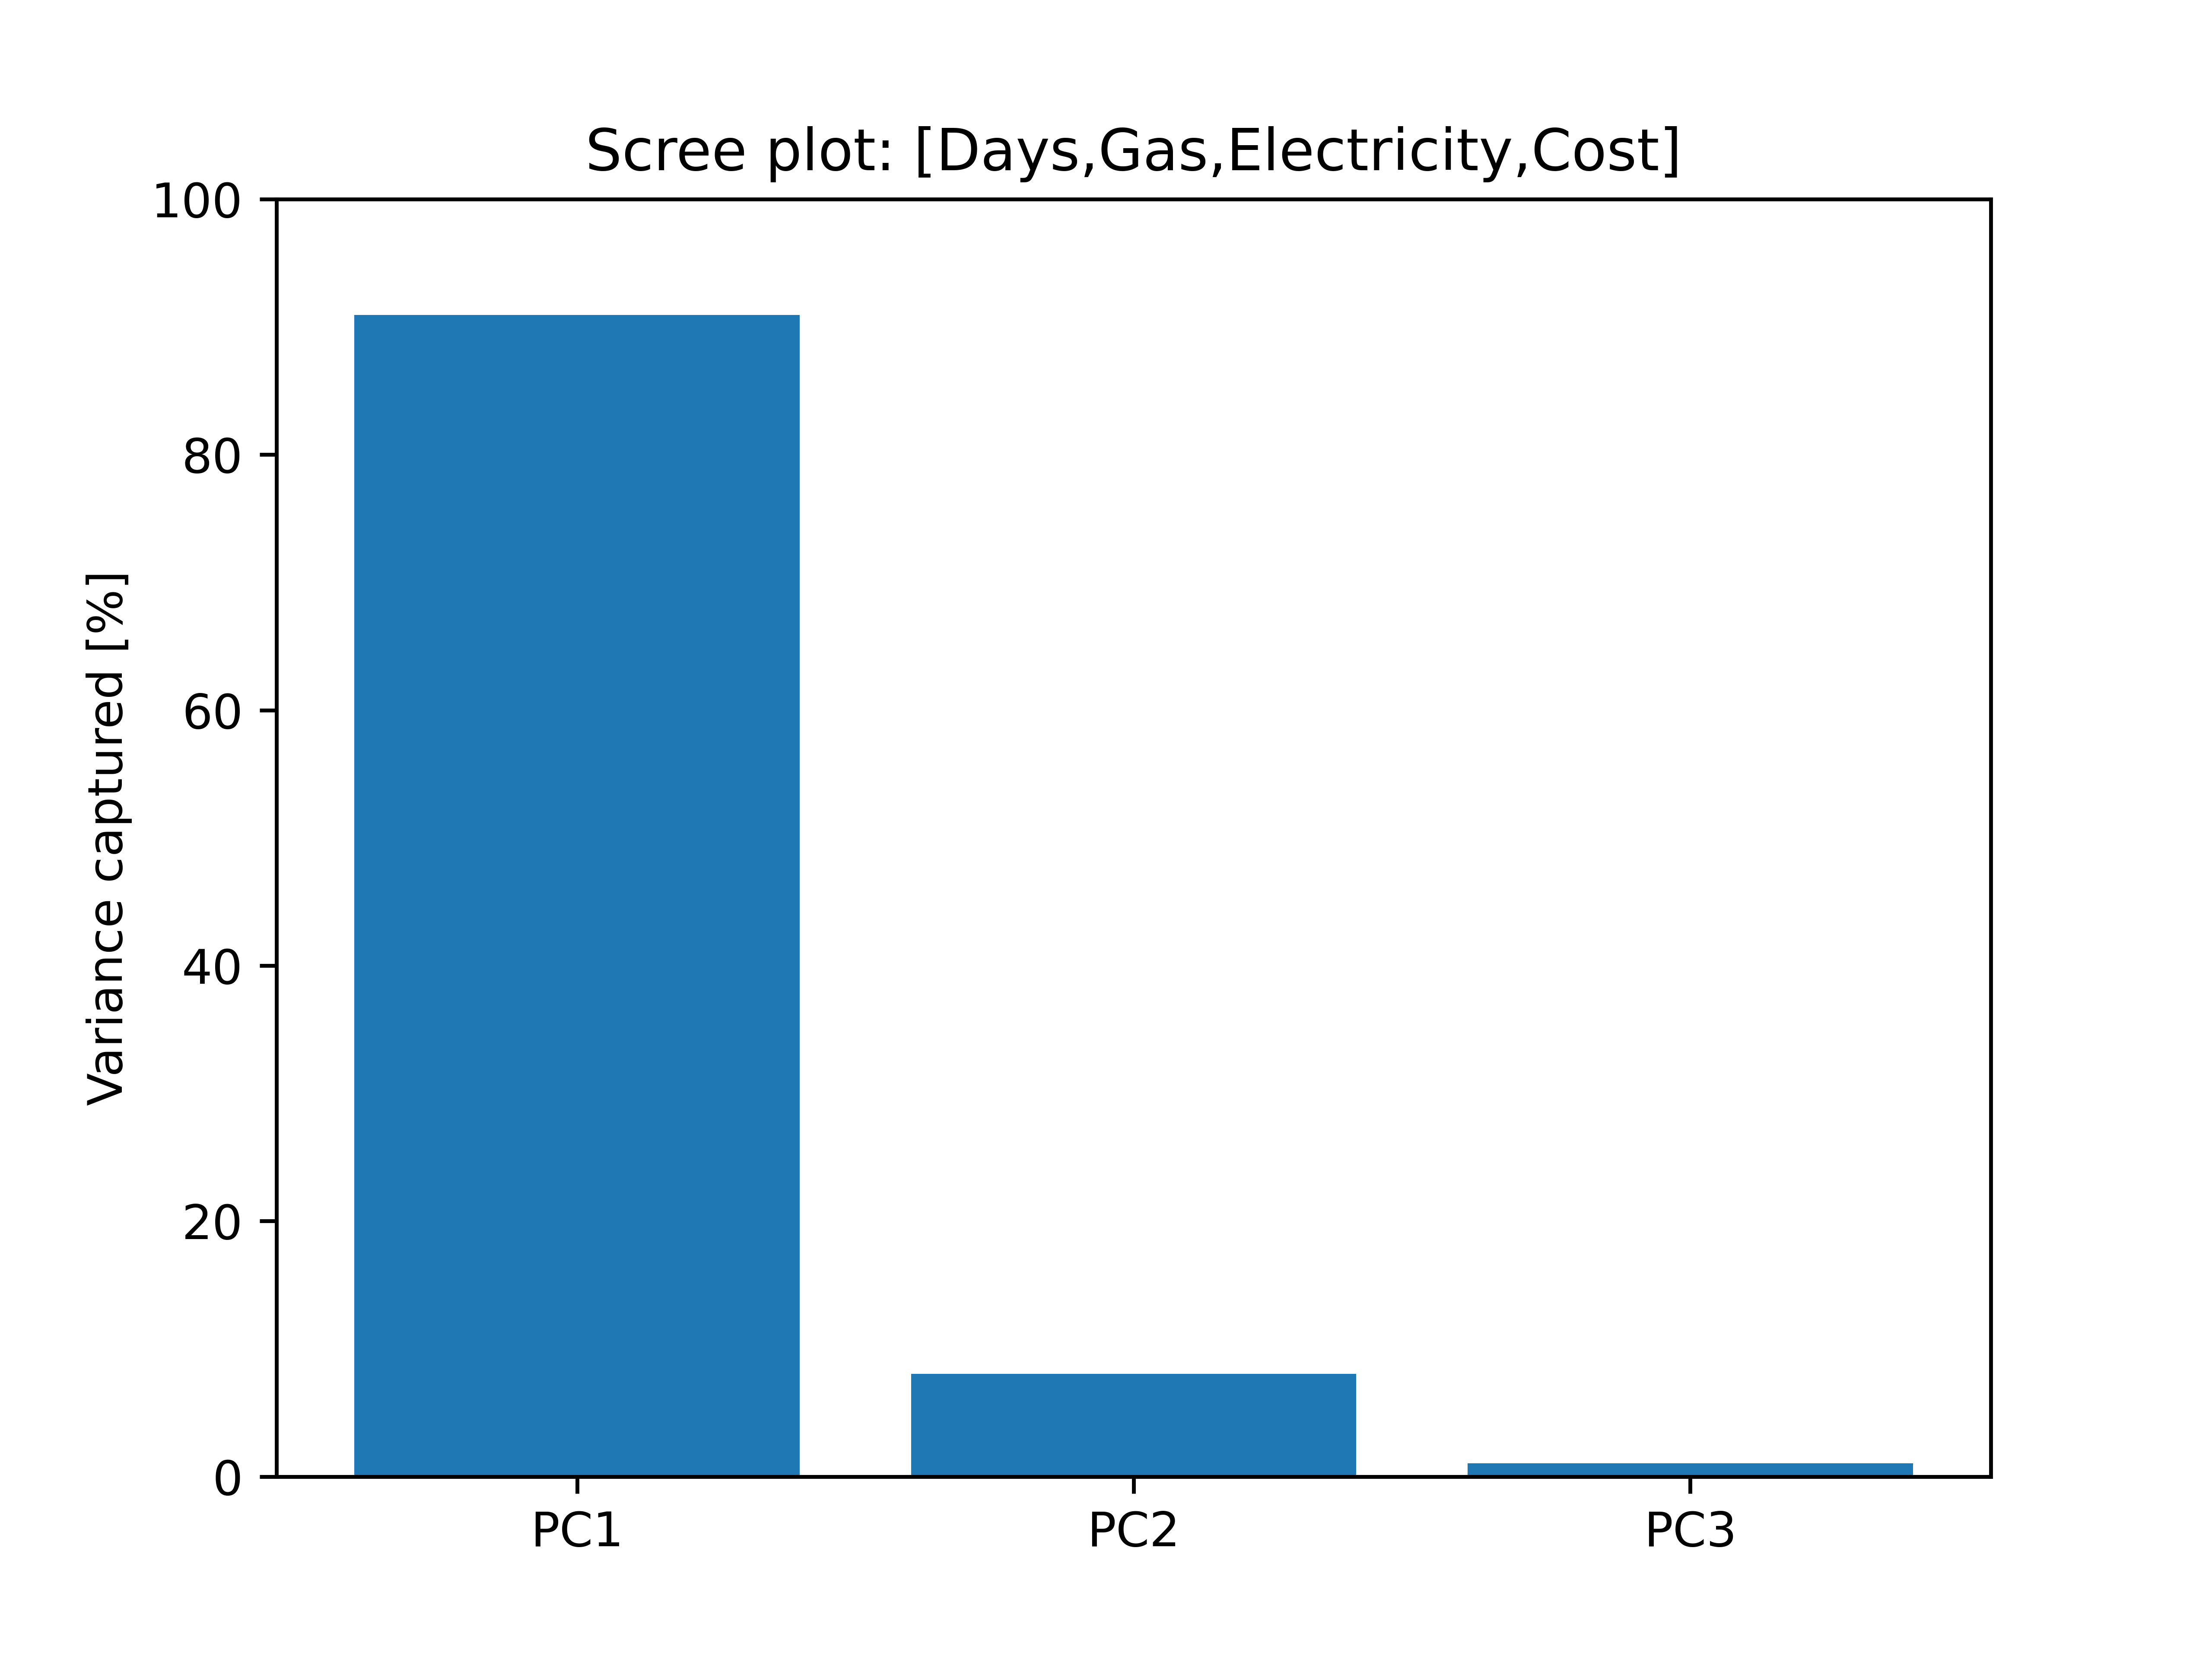 Scree plot: [Days,Gas,Electricity,Cost]
100
80
60
40
20
0
Variance captured [%]
PC1 PC2 PC3